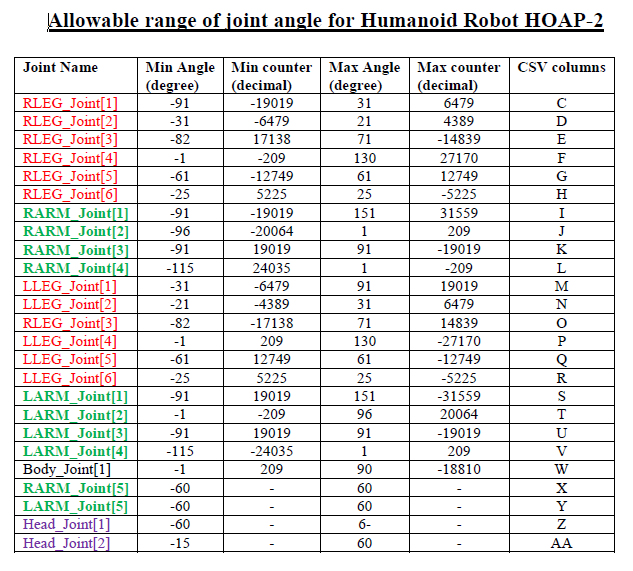 Allowable range of joint angle for Humanoid Robot HOAP-2
Joint Name Min Angle (degree) Min counter (decimal) Max Angle (degree) Max counter (decimal) CSV columns
RLEG_Joint[1] -91 -19019 31 6479 C
RLEG_Joint[2] -31 -6479 21 4389 D
RLEG_Joint[3] -82 17138 71 -14839 E
RLEG_Joint[4] -1 -209 130 27170 F
RLEG_Joint[5] -61 -12749 61 12749 G
RLEG_Joint[6] -25 5225 25 -5225 H
RARM_Joint[1] -91 -19019 151 31559 I
RARM_Joint[2] -96 -20064 1 209 J
RARM_Joint[3] -91 19019 91 -19019 K
RARM_Joint[4] -115 24035 1 -209 L
LLEG_Joint[1] -31 -6479 91 19019 M
LLEG_Joint[2] -21 -4389 31 6479 N
RLEG_Joint[3] -82 -17138 71 14839 O
LLEG_Joint[4] -1 209 130 -27170 P
LLEG_Joint[5] -61 12749 61 -12749 Q
LLEG_Joint[6] -25 5225 25 -5225 R
LARM_Joint[1] -91 19019 151 -31559 S
LARM_Joint[2] -1 -209 96 20064 T
LARM_Joint[3] -91 19019 91 -19019 U
LARM_Joint[4] -115 -24035 1 209 V
Body_Joint[1] -1 209 90 -18810 W
RARM_Joint[5] -60 - 60 - X
LARM_Joint[5] -60 - 60 - Y
Head_Joint[1] -60 - 6- - Z
Head_Joint[2] -15 - 60 - AA